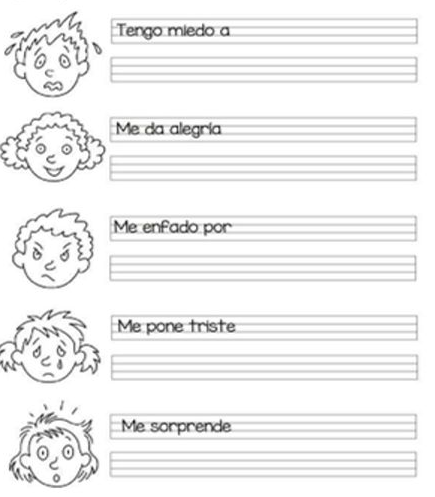 Tengo miedo a
Me da alegría
Me enfado por
Me pone triste
Me sorprende